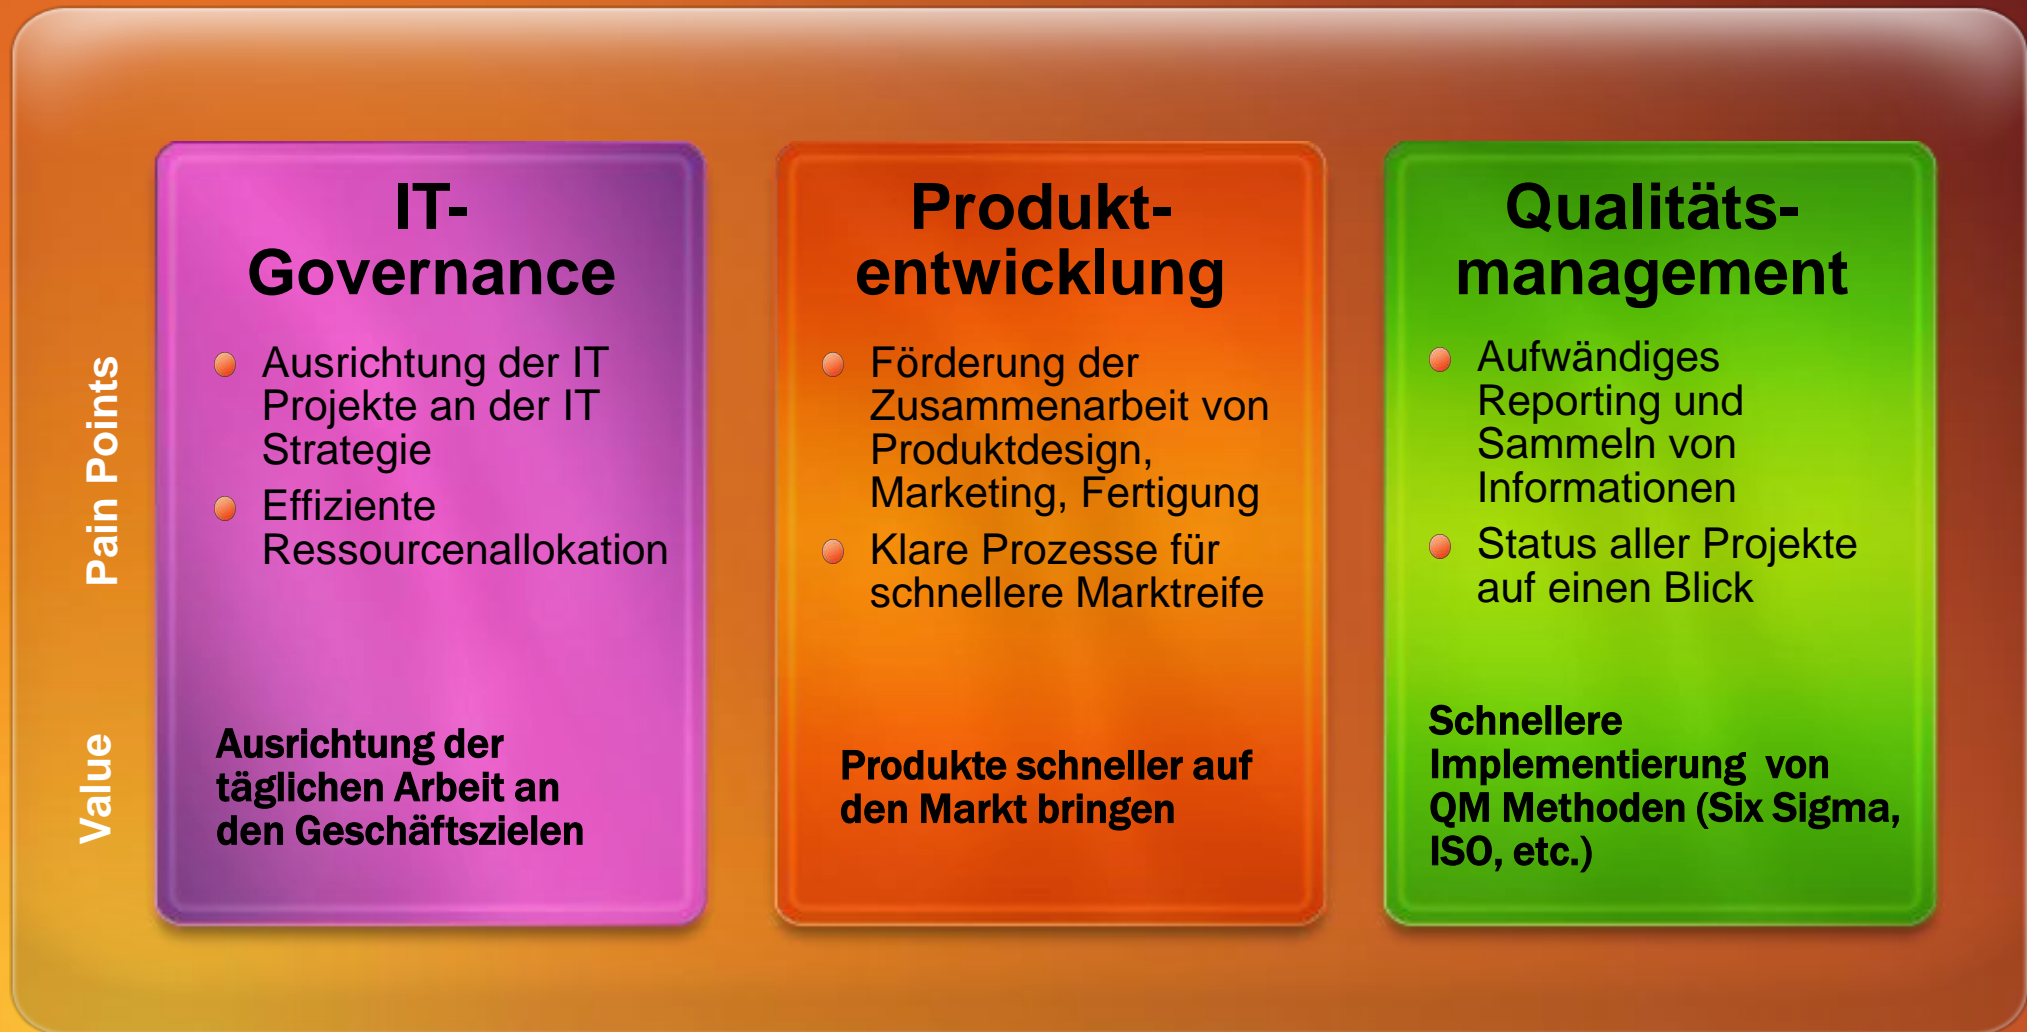 IT-
Governance
Pain Points
Ausrichtung der IT
Projekte an der IT
Strategie
Effiziente
Ressourcenallokation
Value
Ausrichtung der
täglichen Arbeit an
den Geschäftszielen
Produkt-
entwicklung
Förderung der
Zusammenarbeit von
Produktdesign,
Marketing, Fertigung
Klare Prozesse für
schnellere Marktreife
Produkte schneller auf
den Markt bringen
Qualitäts-
management
Aufwändiges
Reporting und
Sammeln von
Informationen
Status aller Projekte
auf einen Blick
Schnellere
Implementierung  von
QM Methoden (Six Sigma,
ISO, etc.)